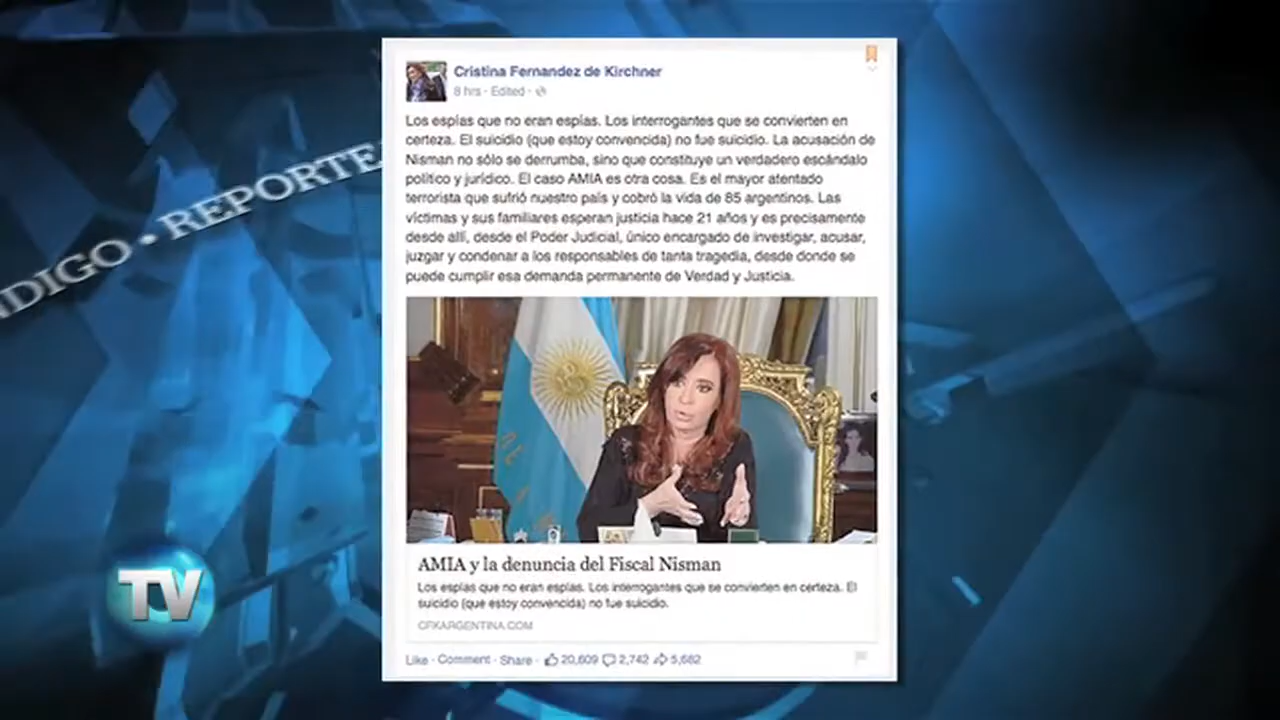 Cristina Fernandez de Kirchner
8 hrs · Edited ·
Los espías que no eran espías. Los interrogantes que se convierten en
certeza. El suicidio (que estoy convencida) no fue suicidio. La acusación de
Nisman no sólo se derrumba, sino que constituye un verdadero escándalo
político y jurídico. El caso AMIA es otra cosa. Es el mayor atentado
terrorista que sufrió nuestro país y cobró la vida de 85 argentinos. Las
víctimas y sus familiares esperan justicia hace 21 años y es precisamente
desde allí, desde el Poder Judicial, único encargado de investigar, acusar,
juzgar y condenar a los responsables de tanta tragedia, desde donde se
puede cumplir esa demanda permanente de Verdad y Justicia.
NDIGO • REPORTE
AMIA y la denuncia del Fiscal Nisman
Los espías que no eran espías. Los interrogantes que se convierten en certeza. El
suicidio (que estoy convencida) no fue suicidio.
CFKARGENTINA.COM
Like · Comment · Share · 20,609 2,742 5,682
TV